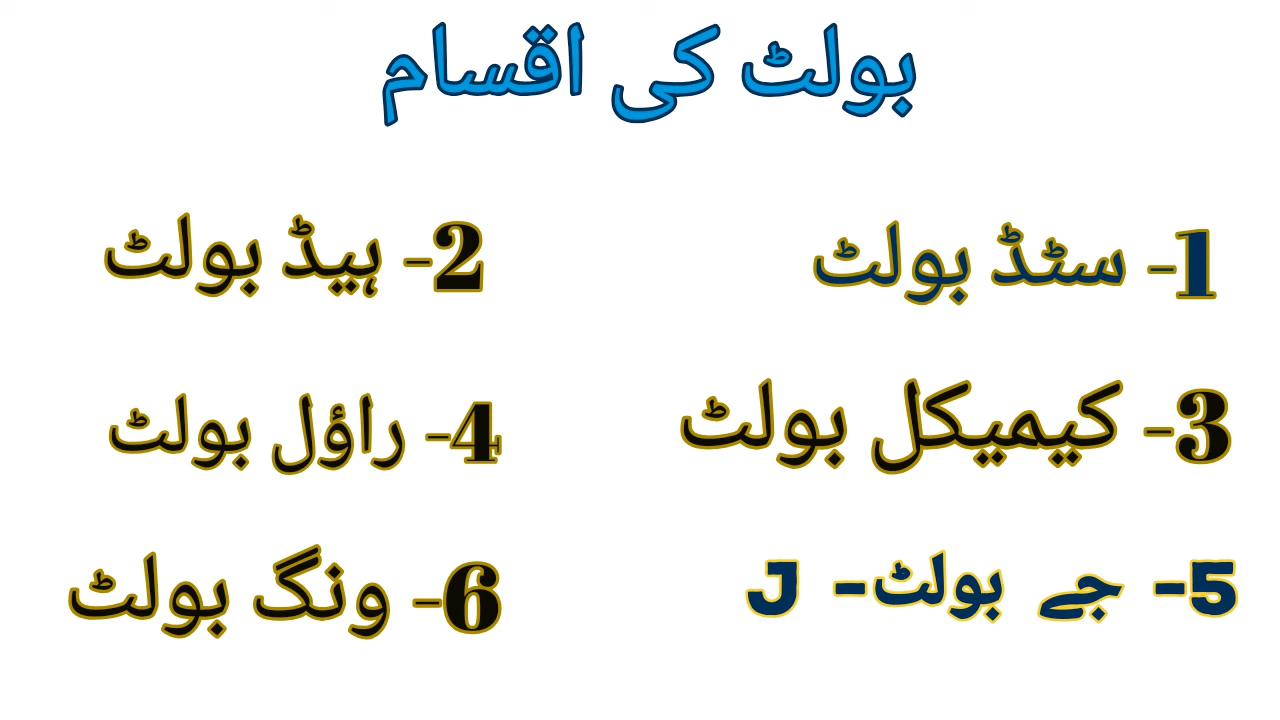 بولٹ کی اقسام
1- سٹڈ بولٹ
2- ہیڈ بولٹ
3- کیمیکل بولٹ
4- راؤل بولٹ
5- جے بولٹ- J
6- ونگ بولٹ